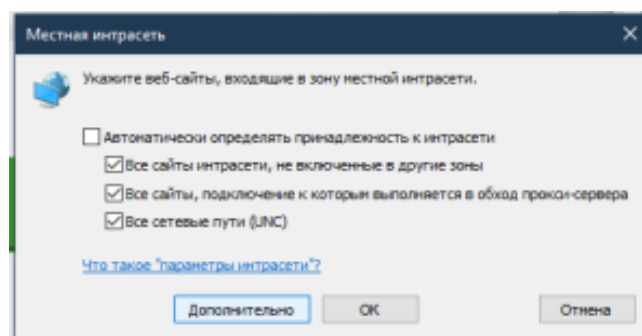 Местная интрасеть
Укажите веб-сайты, входящие в зону местной интрасети.
Автоматически определять принадлежность к интрасети
Все сайты интрасети, не включенные в другие зоны
Все сайты, подключение к которым выполняется в обход прокси-сервера
Все сетевые пути (UNC)
Что такое "параметры интрасети"?
Дополнительно ОК Отмена